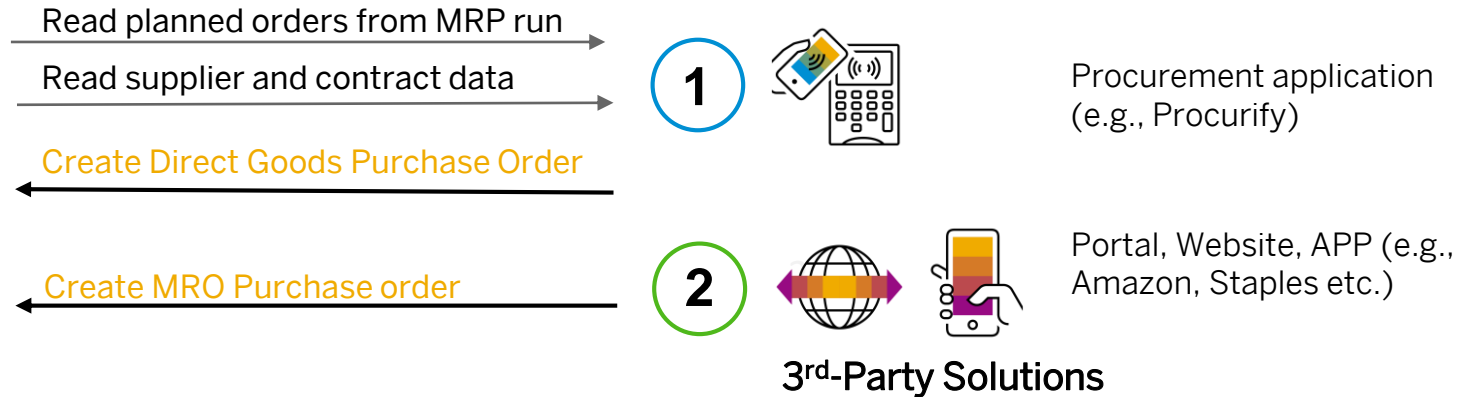 Read planned orders from MRP run
Read supplier and contract data
1
Procurement application
(e.g., Procurify)
Create Direct Goods Purchase Order
Create MRO Purchase order
2
Portal, Website, APP (e.g.,
Amazon, Staples etc.)
3rd-Party Solutions